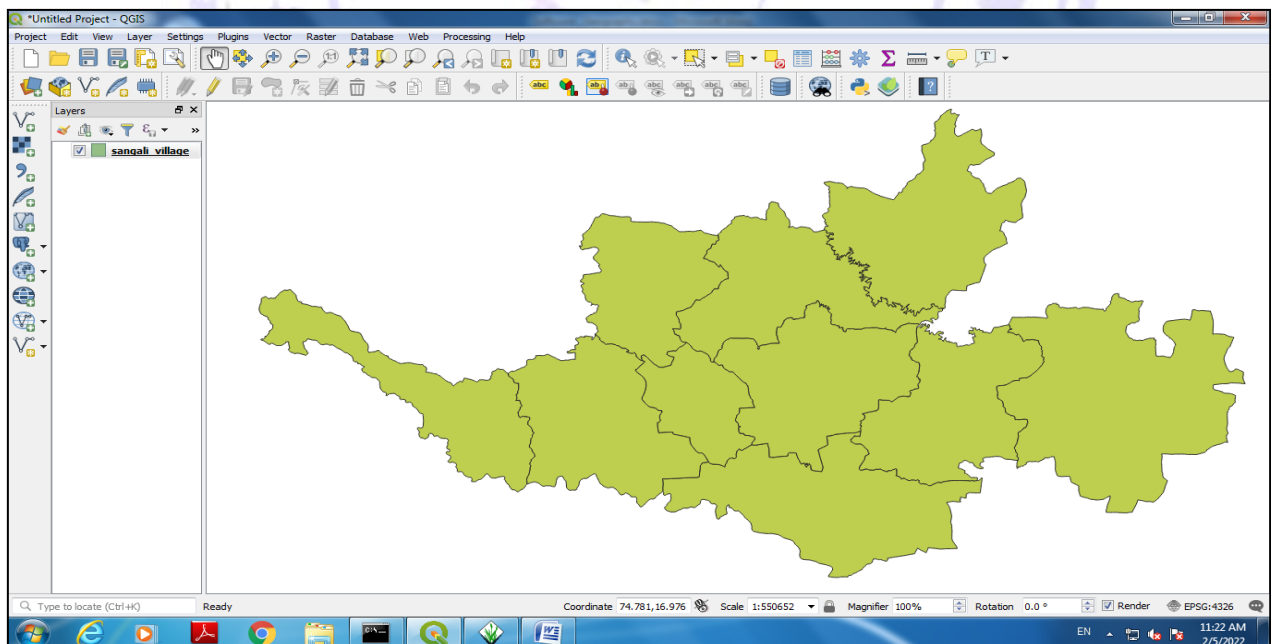 *Untitled Project - QGIS
Project Edit View Layer Settings Plugins Vector Raster Database Web Processing Help
Layers
sangali_village
Type to locate (Ctrl+K) Ready Coordinate 74.781,16.976 Scale 1:550652 Magnifier 100% Rotation 0.0 ° Render EPSG:4326
EN 11:22 AM
2/5/2022